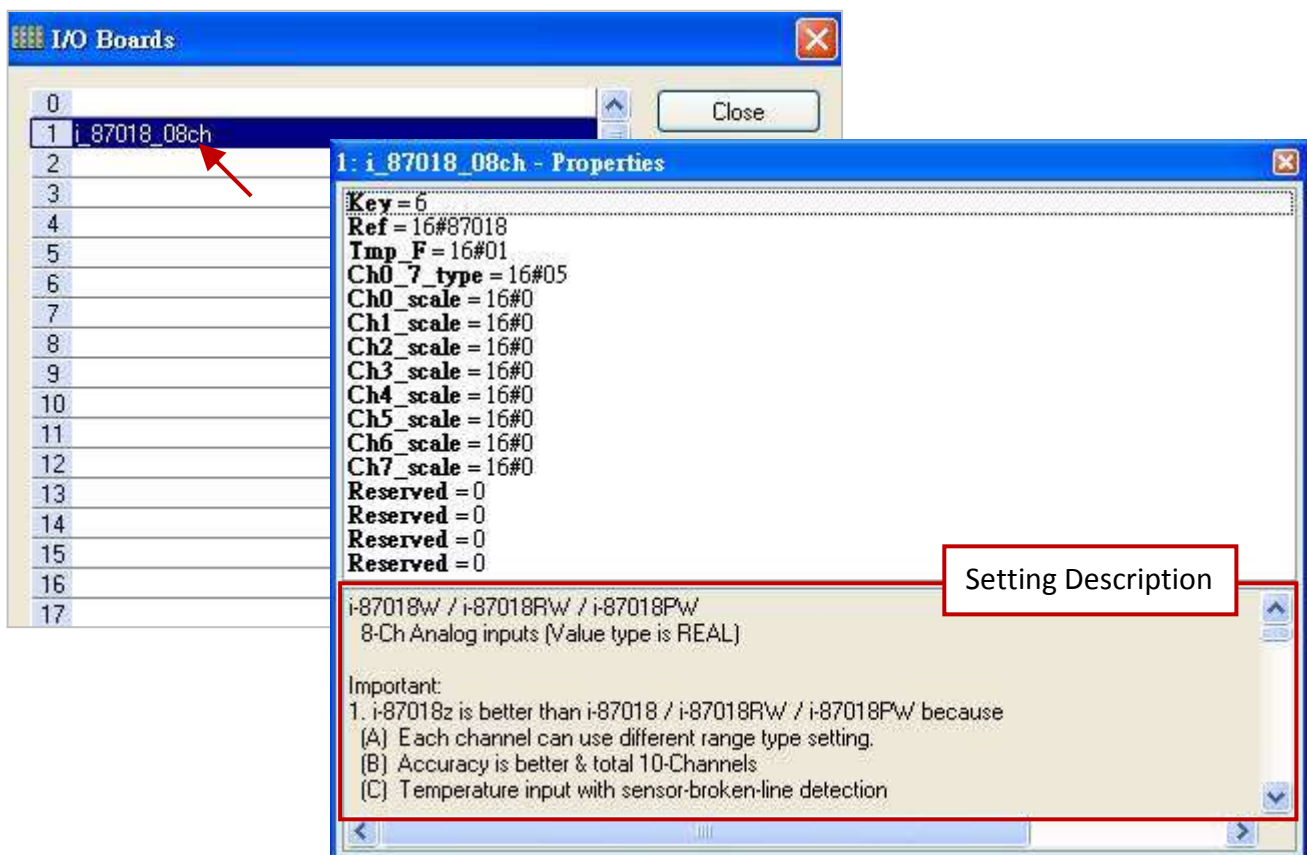 I/O Boards
Close
0
1 i_87018_08ch
2
3
4
5
6
7
8
9
10
11
12
13
14
15
16
17
1: i_87018_08ch - Properties
Key = 6
Ref = 16#87018
Tmp_F = 16#01
Ch0_7_type = 16#05
Ch0_scale = 16#0
Ch1_scale = 16#0
Ch2_scale = 16#0
Ch3_scale = 16#0
Ch4_scale = 16#0
Ch5_scale = 16#0
Ch6_scale = 16#0
Ch7_scale = 16#0
Reserved = 0
Reserved = 0
Reserved = 0
Reserved = 0
Setting Description
i-87018W / i-87018RW / i-87018PW
8-Ch Analog inputs (Value type is REAL)
Important:
1. i-87018z is better than i-87018 / i-87018RW / i-87018PW because
(A) Each channel can use different range type setting.
(B) Accuracy is better & total 10-Channels
(C) Temperature input with sensor-broken-line detection